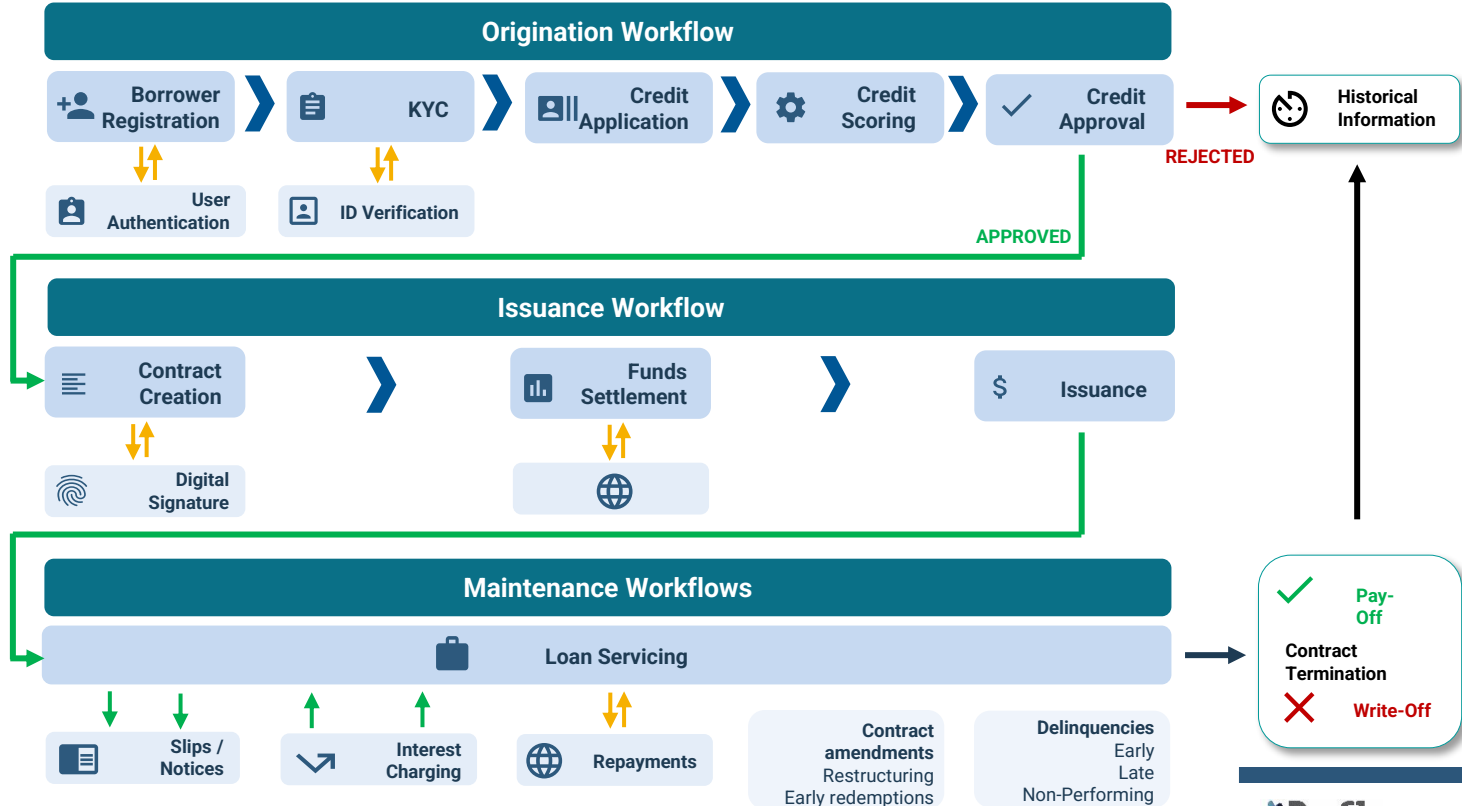 Origination Workflow
Borrower
Registration
KYC
Credit
Application
Credit
Scoring
Credit
Approval
Historical
Information
REJECTED
User
Authentication
ID Verification
APPROVED
Issuance Workflow
Contract
Creation
Funds
Settlement
Issuance
Digital
Signature
Maintenance Workflows
Loan Servicing
Pay-
Off
Contract
Termination
Write-Off
Slips /
Notices
Interest
Charging
Repayments
Contract
amendments
Restructuring
Early redemptions
Delinquencies
Early
Late
Non-Performing